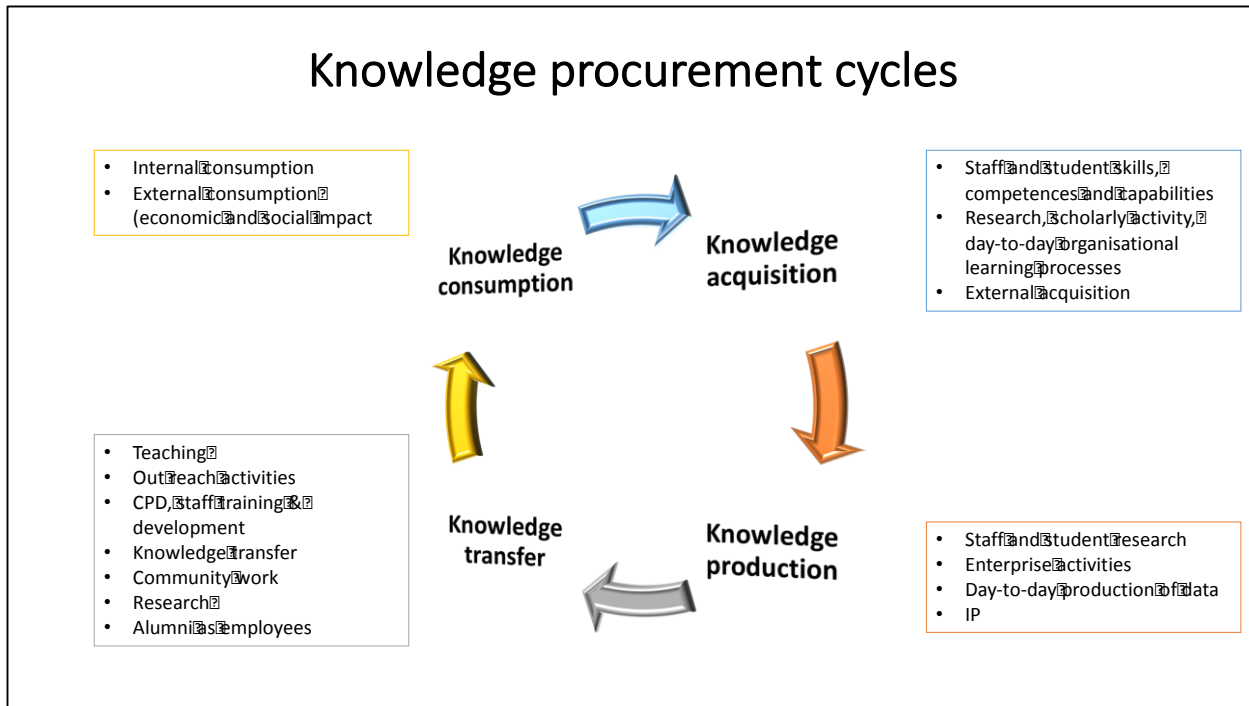 Knowledge procurement cycles
• Internal⍰consumption
• External⍰consumption⍰
(economic⍰and⍰social⍰impact
Knowledge
consumption
Knowledge
acquisition
• Staff⍰and⍰student⍰skills,⍰
competences⍰and⍰capabilities
• Research,⍰scholarly⍰activity,⍰
day-to-day⍰organisational
learning⍰processes
• External⍰acquisition
• Teaching⍰
• Out⍰reach⍰activities
• CPD,⍰staff⍰training⍰&⍰
development
• Knowledge⍰transfer
• Community⍰work
• Research⍰
• Alumni⍰as⍰employees
Knowledge
transfer
Knowledge
production
• Staff⍰and⍰student⍰research
• Enterprise⍰activities
• Day-to-day⍰production⍰of⍰data
• IP